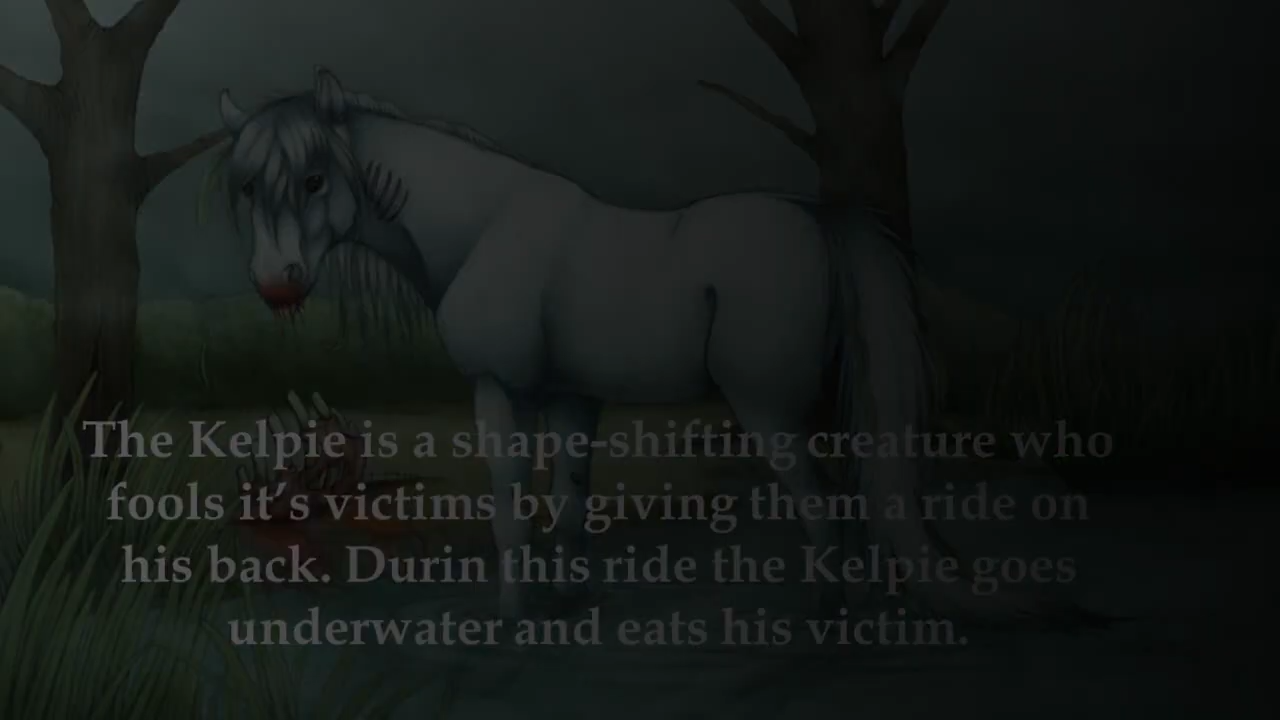 The Kelpie is a shape-shifting creature who
fools it's victims by giving them a ride on
his back. Durin this ride the Kelpie goes
underwater and eats his victim.